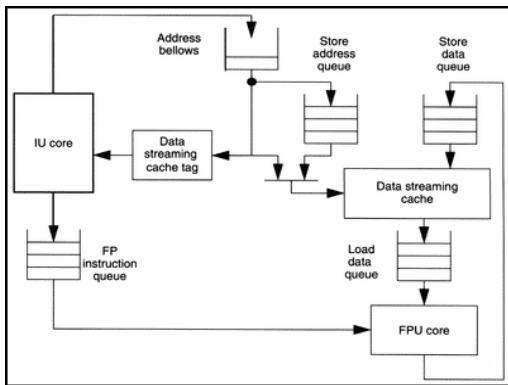 Address
bellows
Store
address
queue
Store
data
queue
IU core
Data
streaming
cache tag
Data streaming
cache
FP
instruction
queue
Load
data
queue
FPU core